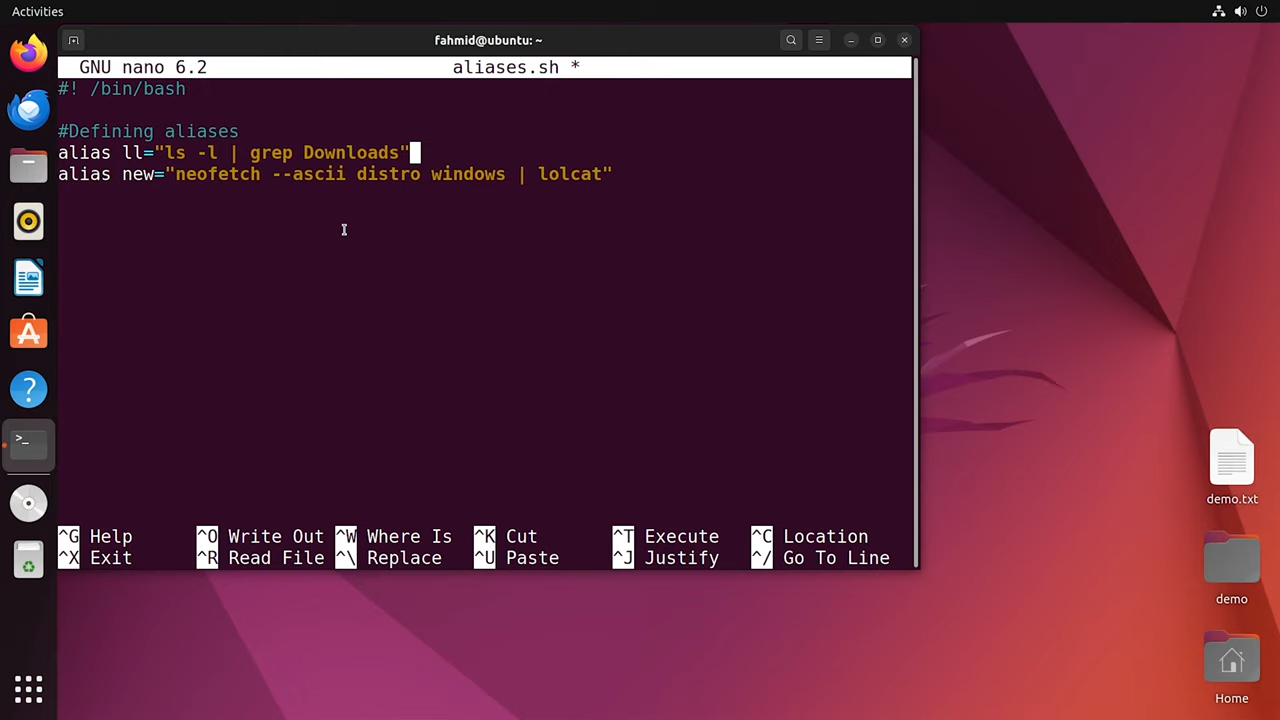 Activities
fahmid@ubuntu: ~
GNU nano 6.2 aliases.sh *
#! /bin/bash
#Defining aliases
alias ll="ls -l | grep Downloads"
alias new="neofetch --ascii distro windows | lolcat"
^G Help ^O Write Out ^W Where Is ^K Cut ^T Execute ^C Location
^X Exit ^R Read File ^\ Replace ^U Paste ^J Justify ^/ Go To Line
demo.txt
demo
Home